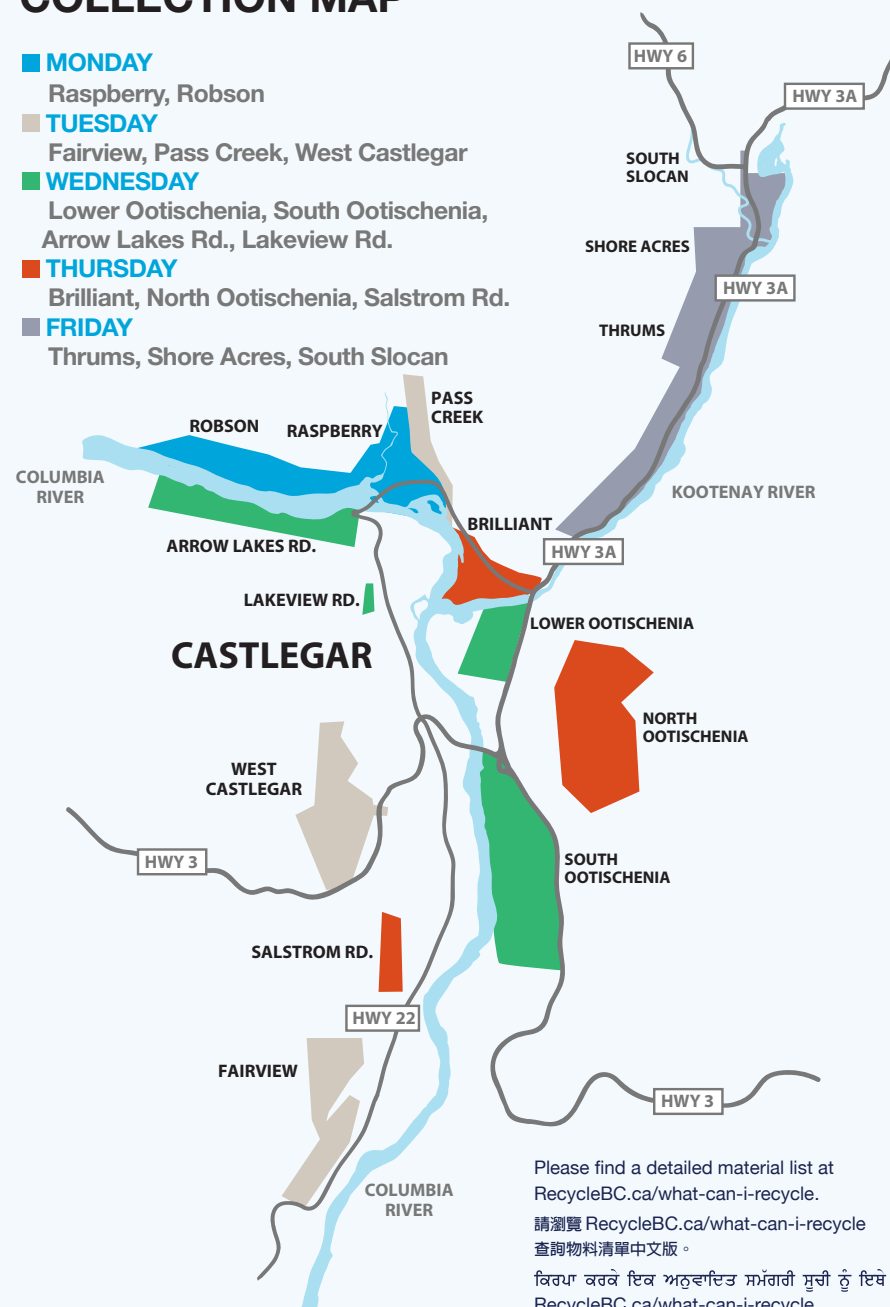 COLLECTION MAP
MONDAY
Raspberry, Robson
TUESDAY
Fairview, Pass Creek, West Castlegar
WEDNESDAY
Lower Ootischenia, South Ootischenia,
Arrow Lakes Rd., Lakeview Rd.
THURSDAY
Brilliant, North Ootischenia, Salstrom Rd.
FRIDAY
Thrums, Shore Acres, South Slocan
HWY 6
HWY 3A
SOUTH
SLOCAN
SHORE ACRES
HWY 3A
THRUMS
PASS
CREEK
ROBSON
RASPBERRY
COLUMBIA
RIVER
KOOTENAY RIVER
BRILLIANT
ARROW LAKES RD.
HWY 3A
LAKEVIEW RD.
LOWER OOTISCHENIA
CASTLEGAR
NORTH
OOTISCHENIA
WEST
CASTLEGAR
HWY 3
SOUTH
OOTISCHENIA
SALSTROM RD.
HWY 22
FAIRVIEW
HWY 3
COLUMBIA
RIVER
Please find a detailed material list at
RecycleBC.ca/what-can-i-recycle.
請瀏覽 RecycleBC.ca/what-can-i-recycle
查詢物料清單中文版。
ਕਿਰਪਾ ਕਰਕੇ ਇਕ ਅਨੁਵਾਦਿਤ ਸਮੱਗਰੀ ਸੂਚੀ ਨੂੰ ਇਥੇ
RecycleBC.ca/what-can-i-recycle